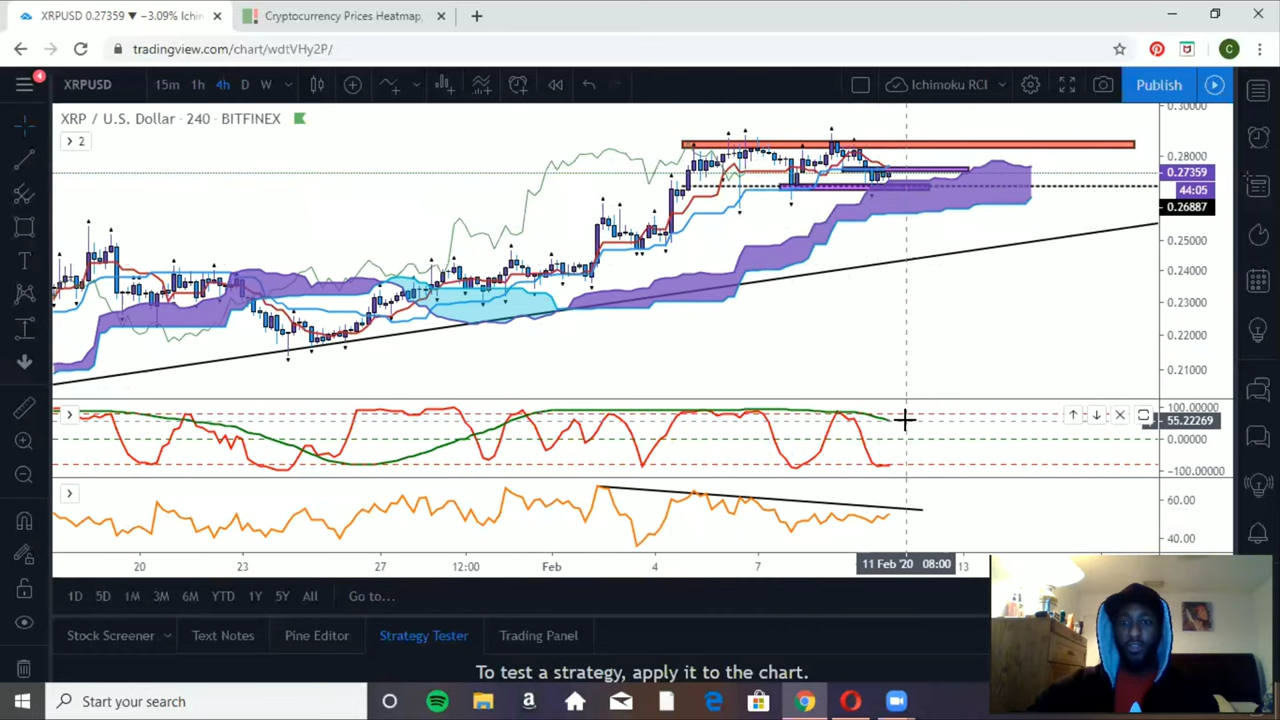 XRPUSD 0.27359 ▼ −3.09% Ichin
Cryptocurrency Prices Heatmap,
tradingview.com/chart/wdtVHy2P/
C
4
XRPUSD
15m 1h 4h D W
Ichimoku RCI
Publish
XRP / U.S. Dollar · 240 · BITFINEX
2
0.30000
0.28000
0.27359
44:05
0.26887
0.25000
0.24000
0.23000
0.22000
0.21000
100.00000
55.22269
0.00000
-100.00000
60.00
40.00
20 23 27 12:00 Feb 4 7 11 Feb '20 08:00 13
1D 5D 1M 3M 6M YTD 1Y 5Y All Go to...
Stock Screener Text Notes Pine Editor Strategy Tester Trading Panel
To test a strategy, apply it to the chart.
Start your search